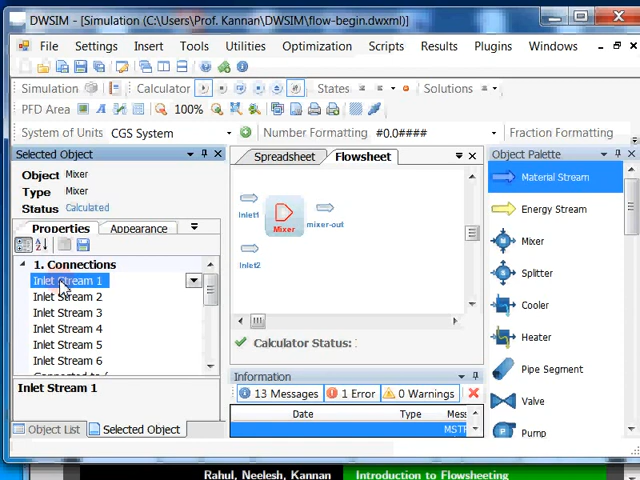 DWSIM - [Simulation (C:\Users\Prof. Kannan\DWSIM\flow-begin.dwxml)]
File Settings Insert Tools Utilities Optimization Scripts Results Plugins Windows
Simulation Calculator States Solutions
PFD Area 100%
System of Units CGS System Number Formatting #0.0#### Fraction Formatting
Selected Object
Object Mixer
Type Mixer
Status Calculated
Properties Appearance
1. Connections
Inlet Stream 1
Inlet Stream 2
Inlet Stream 3
Inlet Stream 4
Inlet Stream 5
Inlet Stream 6
Inlet Stream 1
Object List Selected Object
Spreadsheet Flowsheet
Inlet1
Mixer
mixer-out
Inlet2
Calculator Status:
Information
13 Messages 1 Error 0 Warnings
Date Type Mess
MSTR
Object Palette
Material Stream
Energy Stream
Mixer
Splitter
Cooler
Heater
Pipe Segment
Valve
Pump
Rahul, Neelesh, Kannan Introduction to Flowsheeting